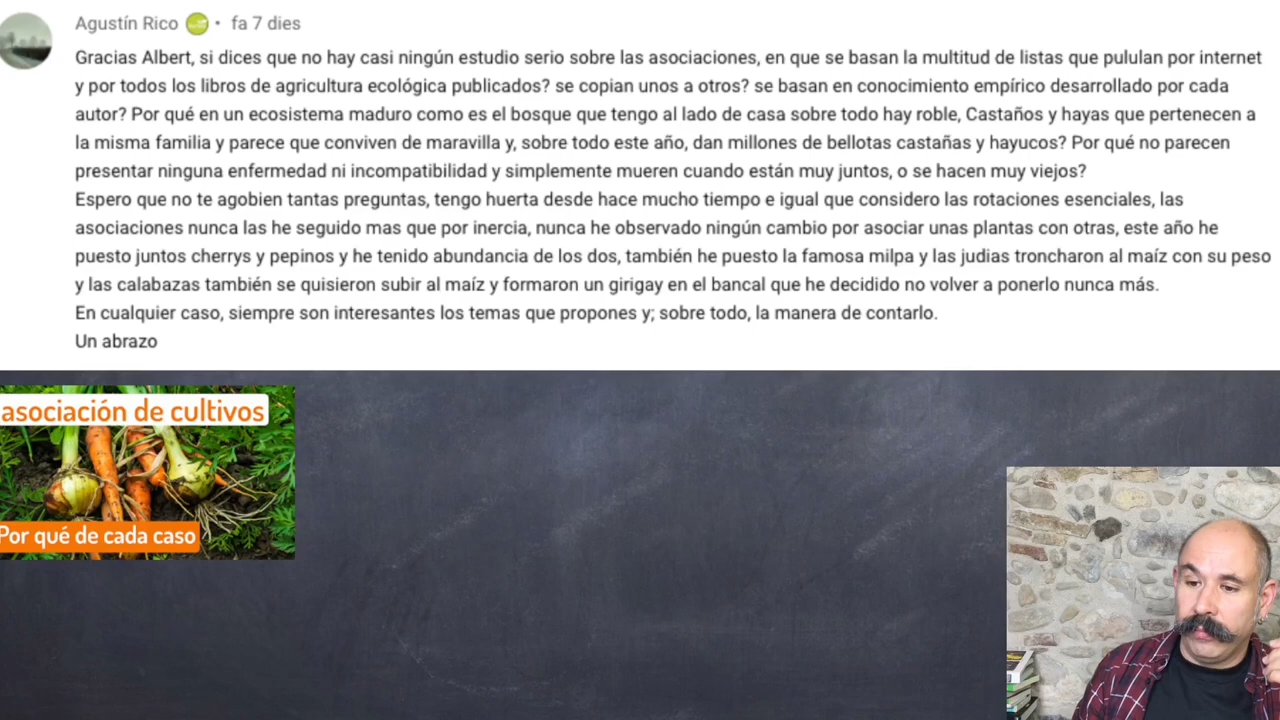 Agustín Rico • fa 7 dies
Gracias Albert, si dices que no hay casi ningún estudio serio sobre las asociaciones, en que se basan la multitud de listas que pululan por internet
y por todos los libros de agricultura ecológica publicados? se copian unos a otros? se basan en conocimiento empírico desarrollado por cada
autor? Por qué en un ecosistema maduro como es el bosque que tengo al lado de casa sobre todo hay roble, Castaños y hayas que pertenecen a
la misma familia y parece que conviven de maravilla y, sobre todo este año, dan millones de bellotas castañas y hayucos? Por qué no parecen
presentar ninguna enfermedad ni incompatibilidad y simplemente mueren cuando están muy juntos, o se hacen muy viejos?
Espero que no te agobien tantas preguntas, tengo huerta desde hace mucho tiempo e igual que considero las rotaciones esenciales, las
asociaciones nunca las he seguido mas que por inercia, nunca he observado ningún cambio por asociar unas plantas con otras, este año he
puesto juntos cherrys y pepinos y he tenido abundancia de los dos, también he puesto la famosa milpa y las judias troncharon al maíz con su peso
y las calabazas también se quisieron subir al maíz y formaron un girigay en el bancal que he decidido no volver a ponerlo nunca más.
En cualquier caso, siempre son interesantes los temas que propones y; sobre todo, la manera de contarlo.
Un abrazo
asociación de cultivos
Por qué de cada caso